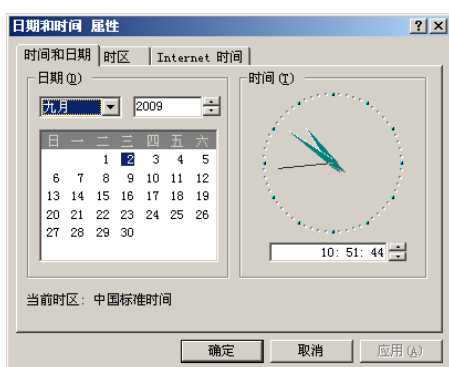 日期和时间 属性
时间和日期 时区 Internet 时间
日期(D)
九月 2009
日 一 二 三 四 五 六
1 2 3 4 5
6 7 8 9 10 11 12
13 14 15 16 17 18 19
20 21 22 23 24 25 26
27 28 29 30
时间(T)
10: 51: 44
当前时区: 中国标准时间
确定 取消 应用(A)